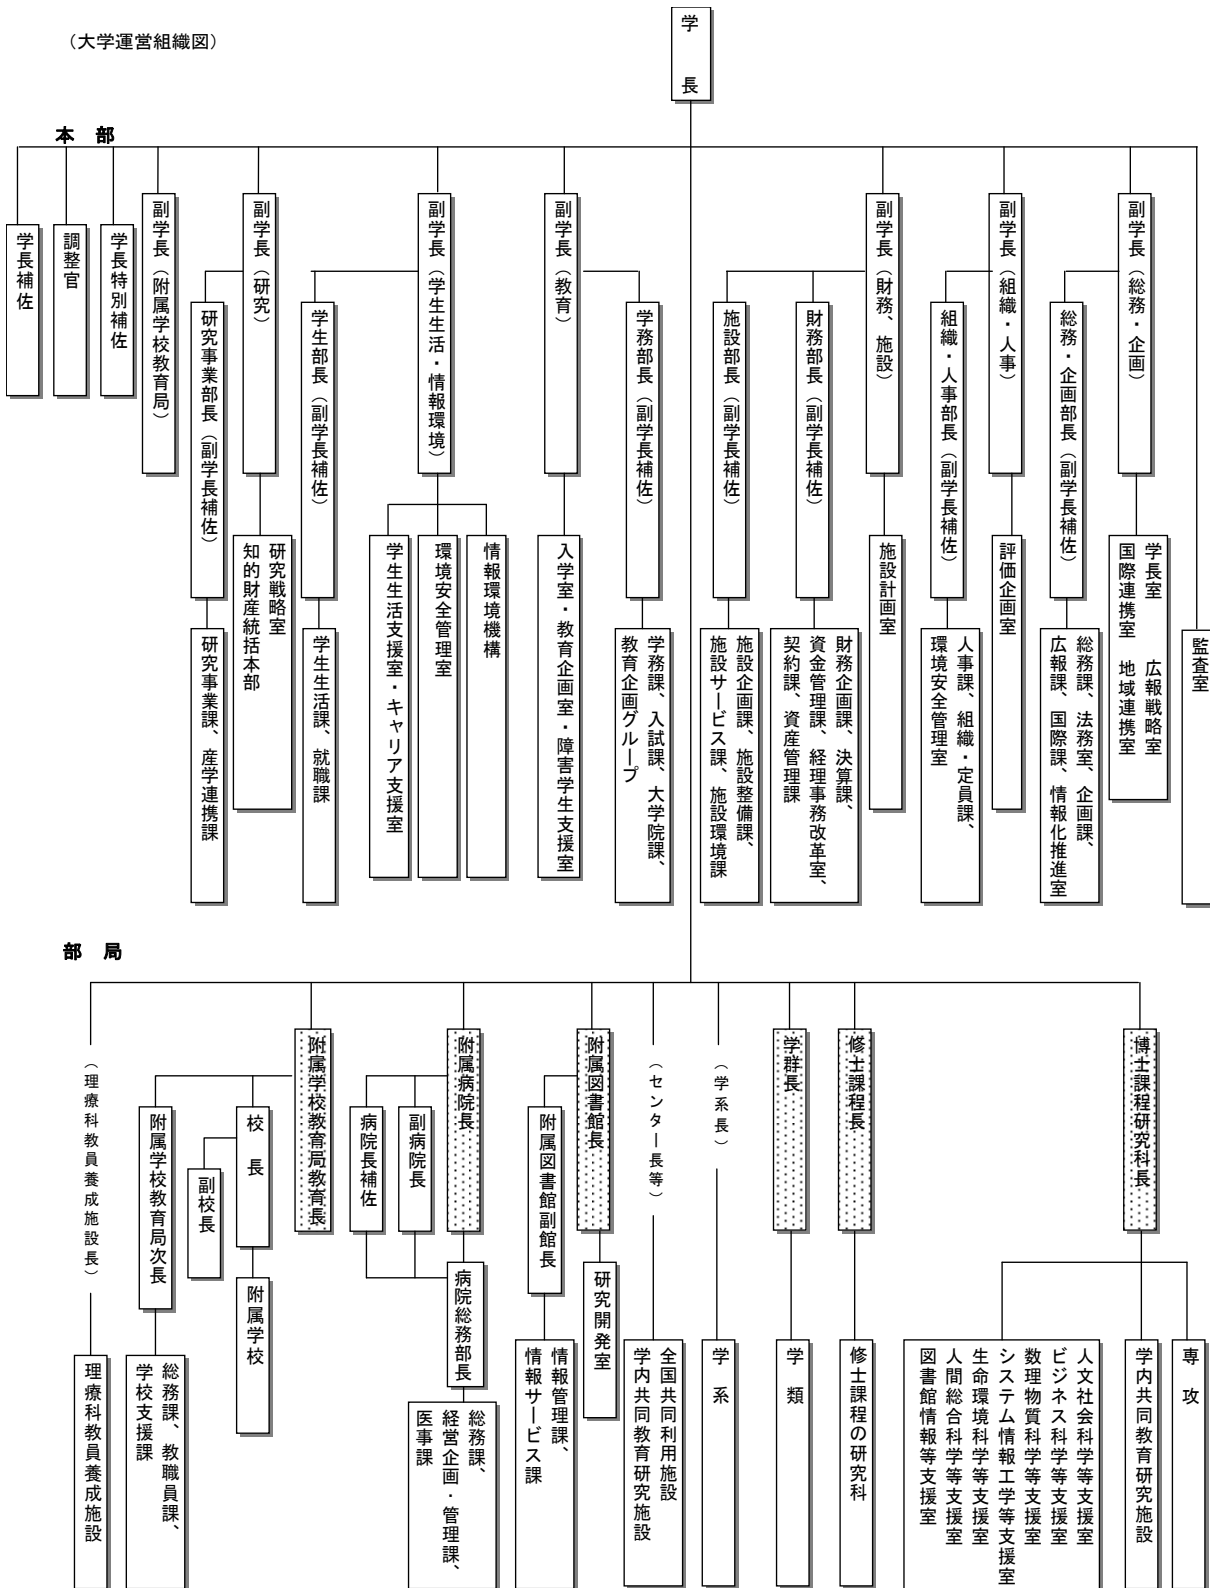 （大学運営組織図）
学長
本 部
学長補佐
調整官
学長特別補佐
副学長（附属学校教育局）
副学長（研究）
研究事業部長（副学長補佐）
研究事業課、産学連携課
研究戦略室
知的財産統括本部
副学長（学生生活・情報環境）
学生部長（副学長補佐）
学生生活課、就職課
学生生活支援室・キャリア支援室
環境安全管理室
情報環境機構
副学長（教育）
入学室・教育企画室・障害学生支援室
学務部長（副学長補佐）
学務課、入試課、大学院課、
教育企画グループ
副学長（財務、施設）
施設部長（副学長補佐）
施設企画課、施設整備課、
施設サービス課、施設環境課
財務部長（副学長補佐）
財務企画課、決算課、
資金管理課、経理事務改革室、
契約課、資産管理課
施設計画室
副学長（組織・人事）
組織・人事部長（副学長補佐）
人事課、組織・定員課、
環境安全管理室
評価企画室
副学長（総務・企画）
総務・企画部長（副学長補佐）
総務課、法務室、企画課、
広報課、国際課、情報化推進室
学長室　広報戦略室
国際連携室　地域連携室
監査室
部 局
（理療科教員養成施設長）
理療科教員養成施設
附属学校教育局教育長
附属学校教育局次長
総務課、教職員課、
学校支援課
校 長
副校長
附属学校
附属病院長
病院長補佐
副病院長
病院総務部長
総務課、
経営企画・管理課、
医事課
附属図書館長
附属図書館副館長
情報管理課、
情報サービス課
研究開発室
（センター長等）
全国共同利用施設
学内共同教育研究施設
（学系長）
学 系
学群長
学 類
修士課程長
修士課程の研究科
博士課程研究科長
人文社会科学等支援室
ビジネス科学等支援室
数理物質科学等支援室
システム情報工学等支援室
生命環境科学等支援室
人間総合科学等支援室
図書館情報等支援室
学内共同教育研究施設
専 攻